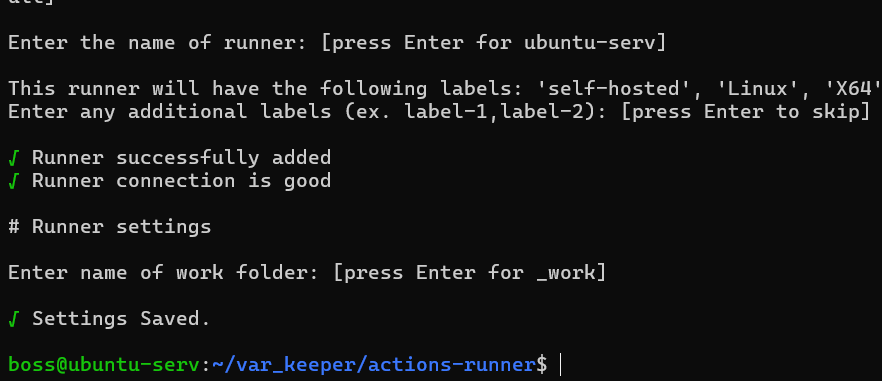 Enter the name of runner: [press Enter for ubuntu-serv]
This runner will have the following labels: 'self-hosted', 'Linux', 'X64'
Enter any additional labels (ex. label-1,label-2): [press Enter to skip]
√ Runner successfully added
√ Runner connection is good
# Runner settings
Enter name of work folder: [press Enter for _work]
√ Settings Saved.
boss@ubuntu-serv:~/var_keeper/actions-runner$